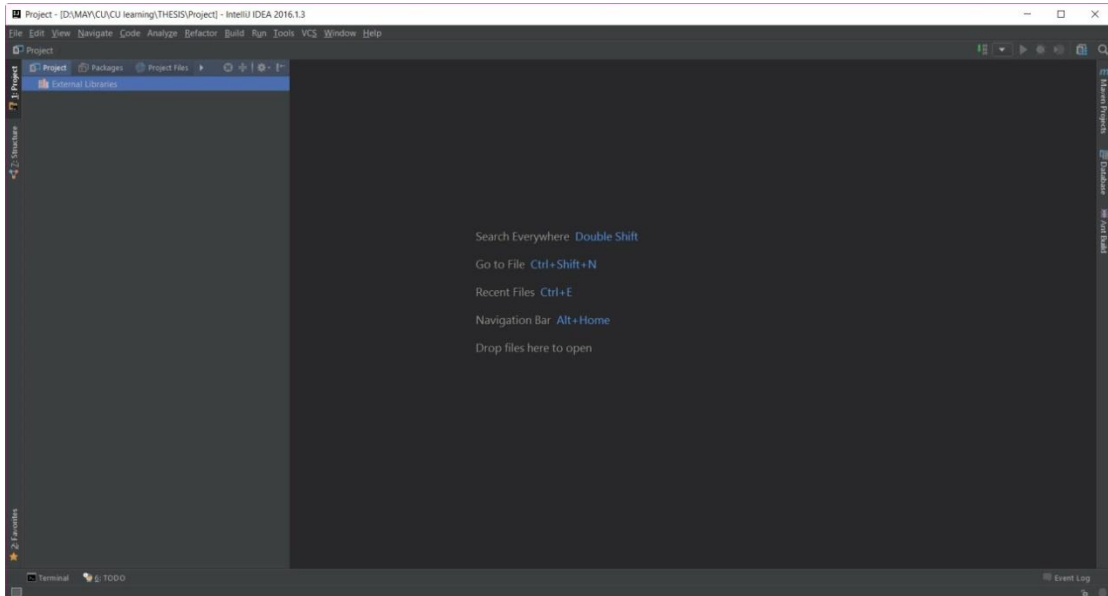 Project - [D:\MAY\CU\CU learning\THESIS\Project] - IntelliJ IDEA 2016.1.3
File Edit View Navigate Code Analyze Refactor Build Run Tools VCS Window Help
Project
1: Project
Project Packages Project Files
External Libraries
2: Structure
Maven Projects
Database
Ant Build
Search Everywhere Double Shift
Go to File Ctrl+Shift+N
Recent Files Ctrl+E
Navigation Bar Alt+Home
Drop files here to open
2: Favorites
Terminal 6: TODO
Event Log